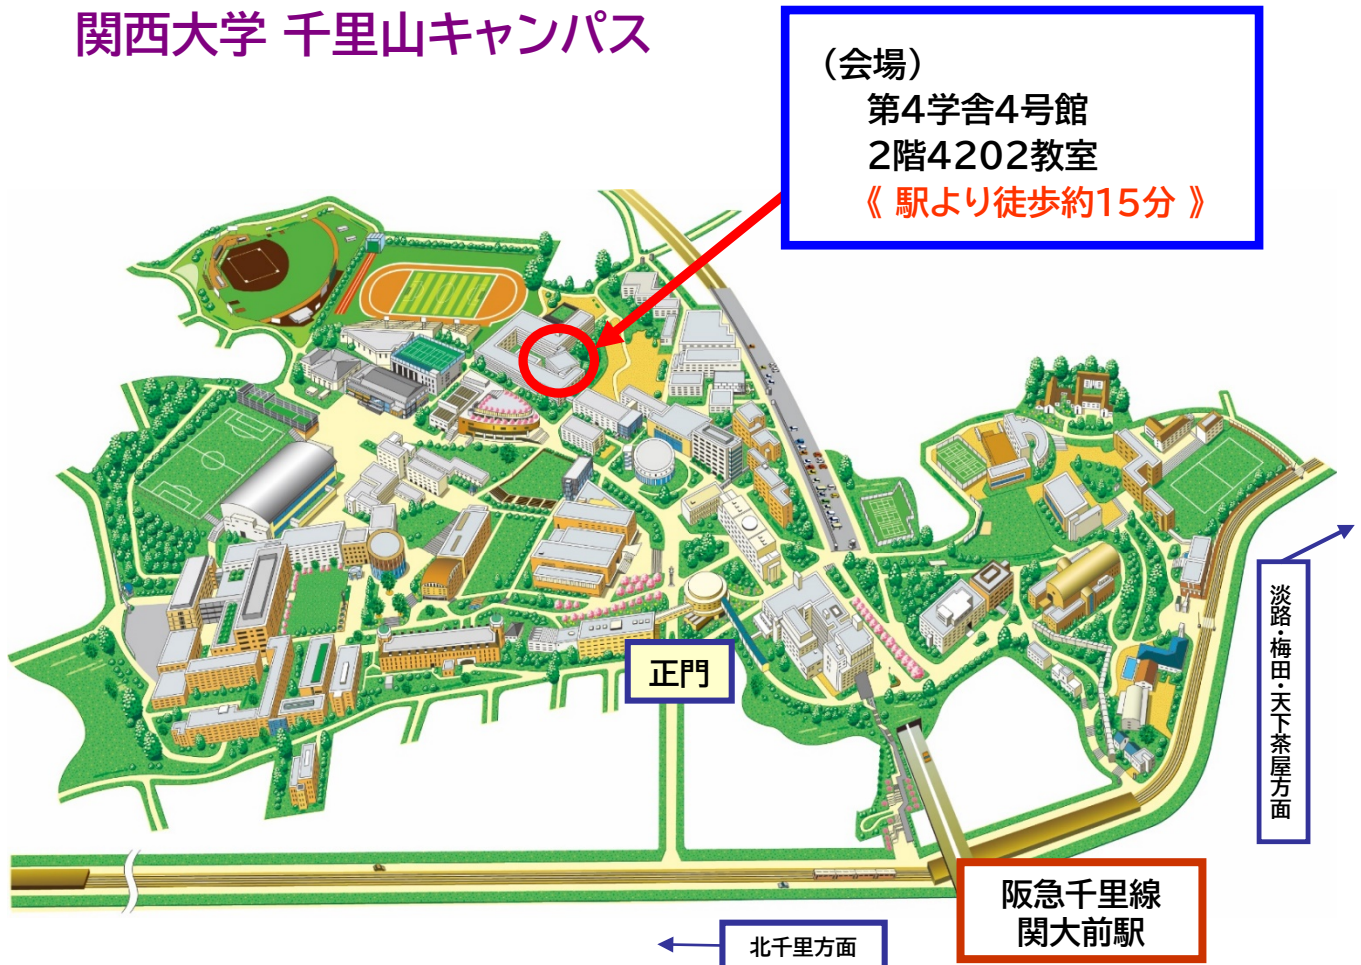 関西大学 千里山キャンパス
（会場）
第4学舎4号館
2階4202教室
《 駅より徒歩約15分 》
正門
淡路・梅田・天下茶屋方面
阪急千里線
関大前駅
北千里方面